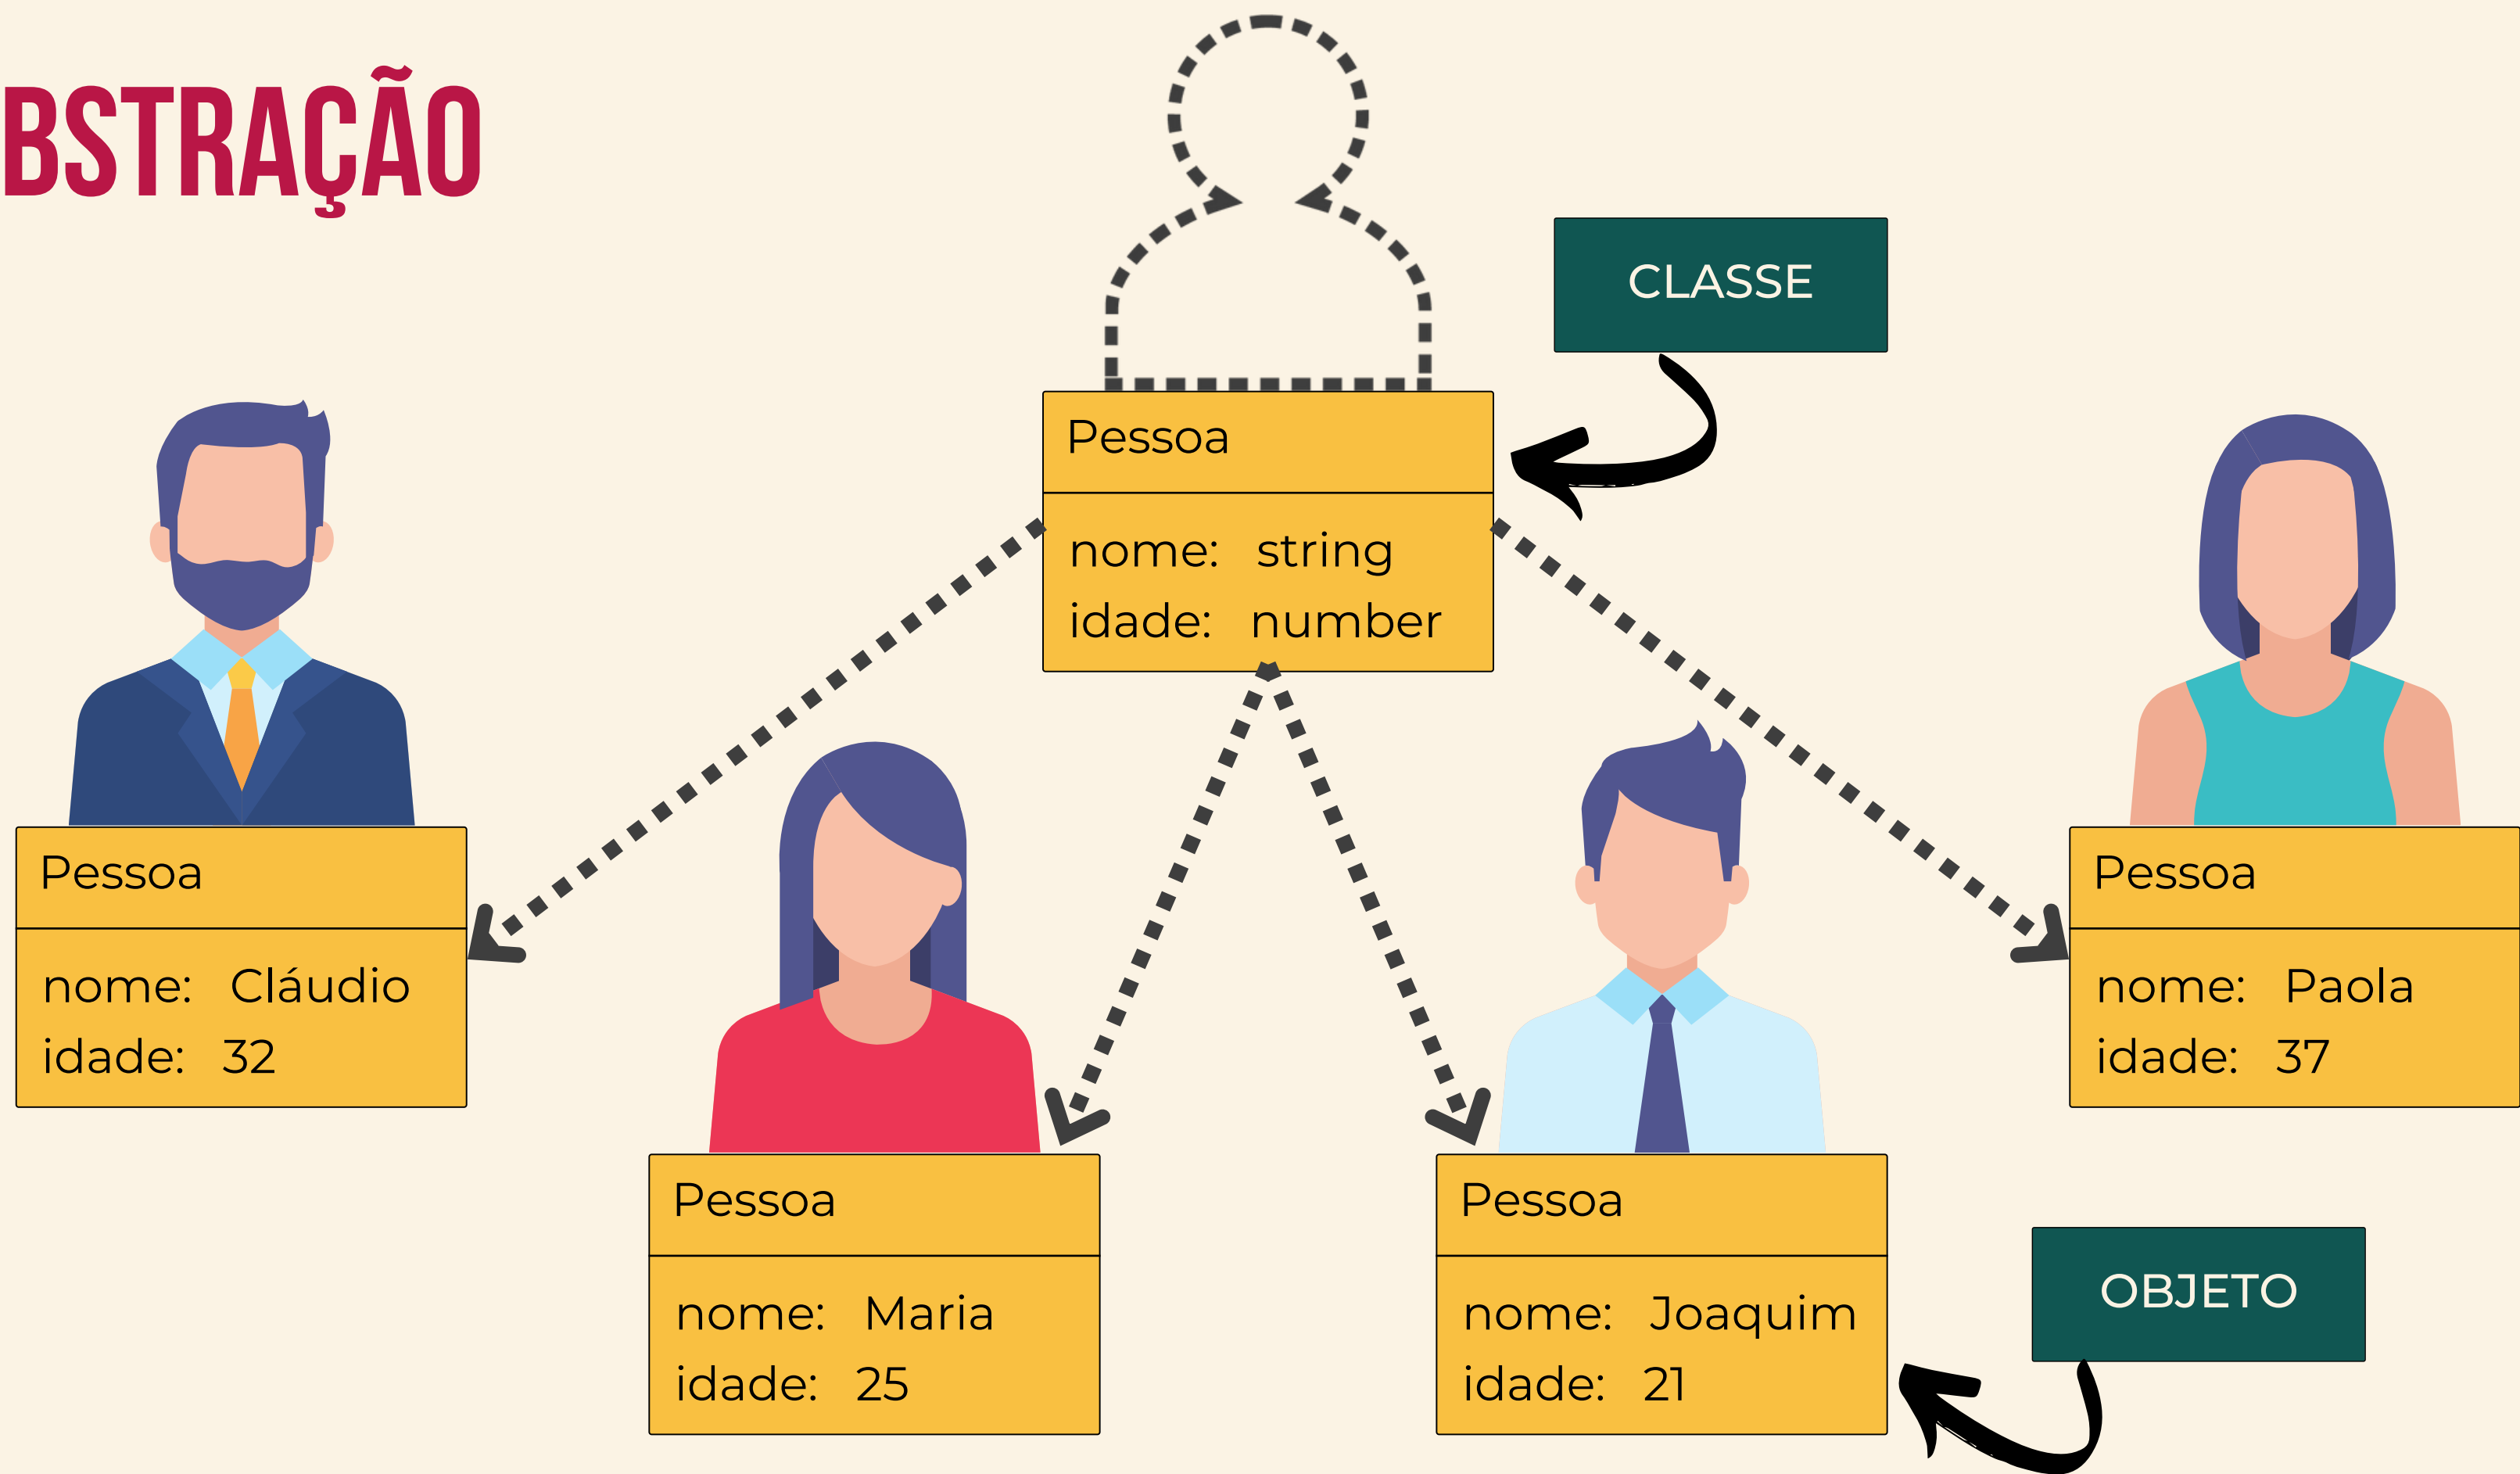 BSTRAÇÃO
CLASSE
Pessoa
nome: string
idade: number
Pessoa
nome: Cláudio
idade: 32
Pessoa
nome: Maria
idade: 25
Pessoa
nome: Joaquim
idade: 21
Pessoa
nome: Paola
idade: 37
OBJETO